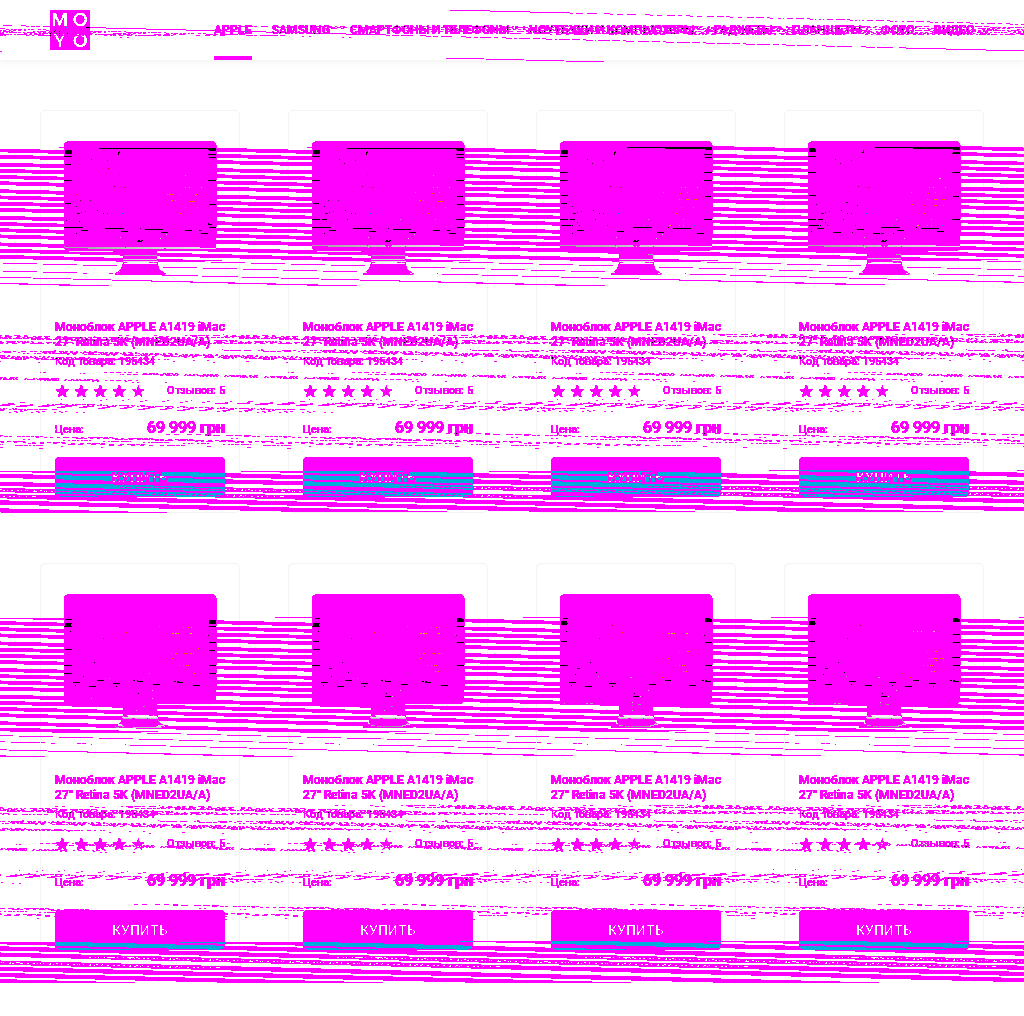 MO
YO
APPLE SAMSUNG СМАРТФОНЫ И ТЕЛЕФОНЫ ПЛАНШЕТЫ ФОТО ВИДЕО
Моноблок APPLE A1419 iMac
27" Retina 5K (MNED2UA/A)
Код товара: 196434
Отзывов: 5
Цена: 69 999 грн
КУПИТЬ
Моноблок APPLE A1419 iMac
27" Retina 5K (MNED2UA/A)
Код товара: 196434
Отзывов: 5
Цена: 69 999 грн
КУПИТЬ
Моноблок APPLE A1419 iMac
27" Retina 5K (MNED2UA/A)
Код товара: 196434
Отзывов: 5
Цена: 69 999 грн
КУПИТЬ
Моноблок APPLE A1419 iMac
27" Retina 5K (MNED2UA/A)
Код товара: 196434
Отзывов: 5
Цена: 69 999 грн
КУПИТЬ
Моноблок APPLE A1419 iMac
27" Retina 5K (MNED2UA/A)
Код товара: 196434
Отзывов: 5
Цена: 69 999 грн
КУПИТЬ
Моноблок APPLE A1419 iMac
27" Retina 5K (MNED2UA/A)
Код товара: 196434
Отзывов: 5
Цена: 69 999 грн
КУПИТЬ
Моноблок APPLE A1419 iMac
27" Retina 5K (MNED2UA/A)
Код товара: 196434
Отзывов: 5
Цена: 69 999 грн
КУПИТЬ
Моноблок APPLE A1419 iMac
27" Retina 5K (MNED2UA/A)
Код товара: 196434
Отзывов: 5
Цена: 69 999 грн
КУПИТЬ